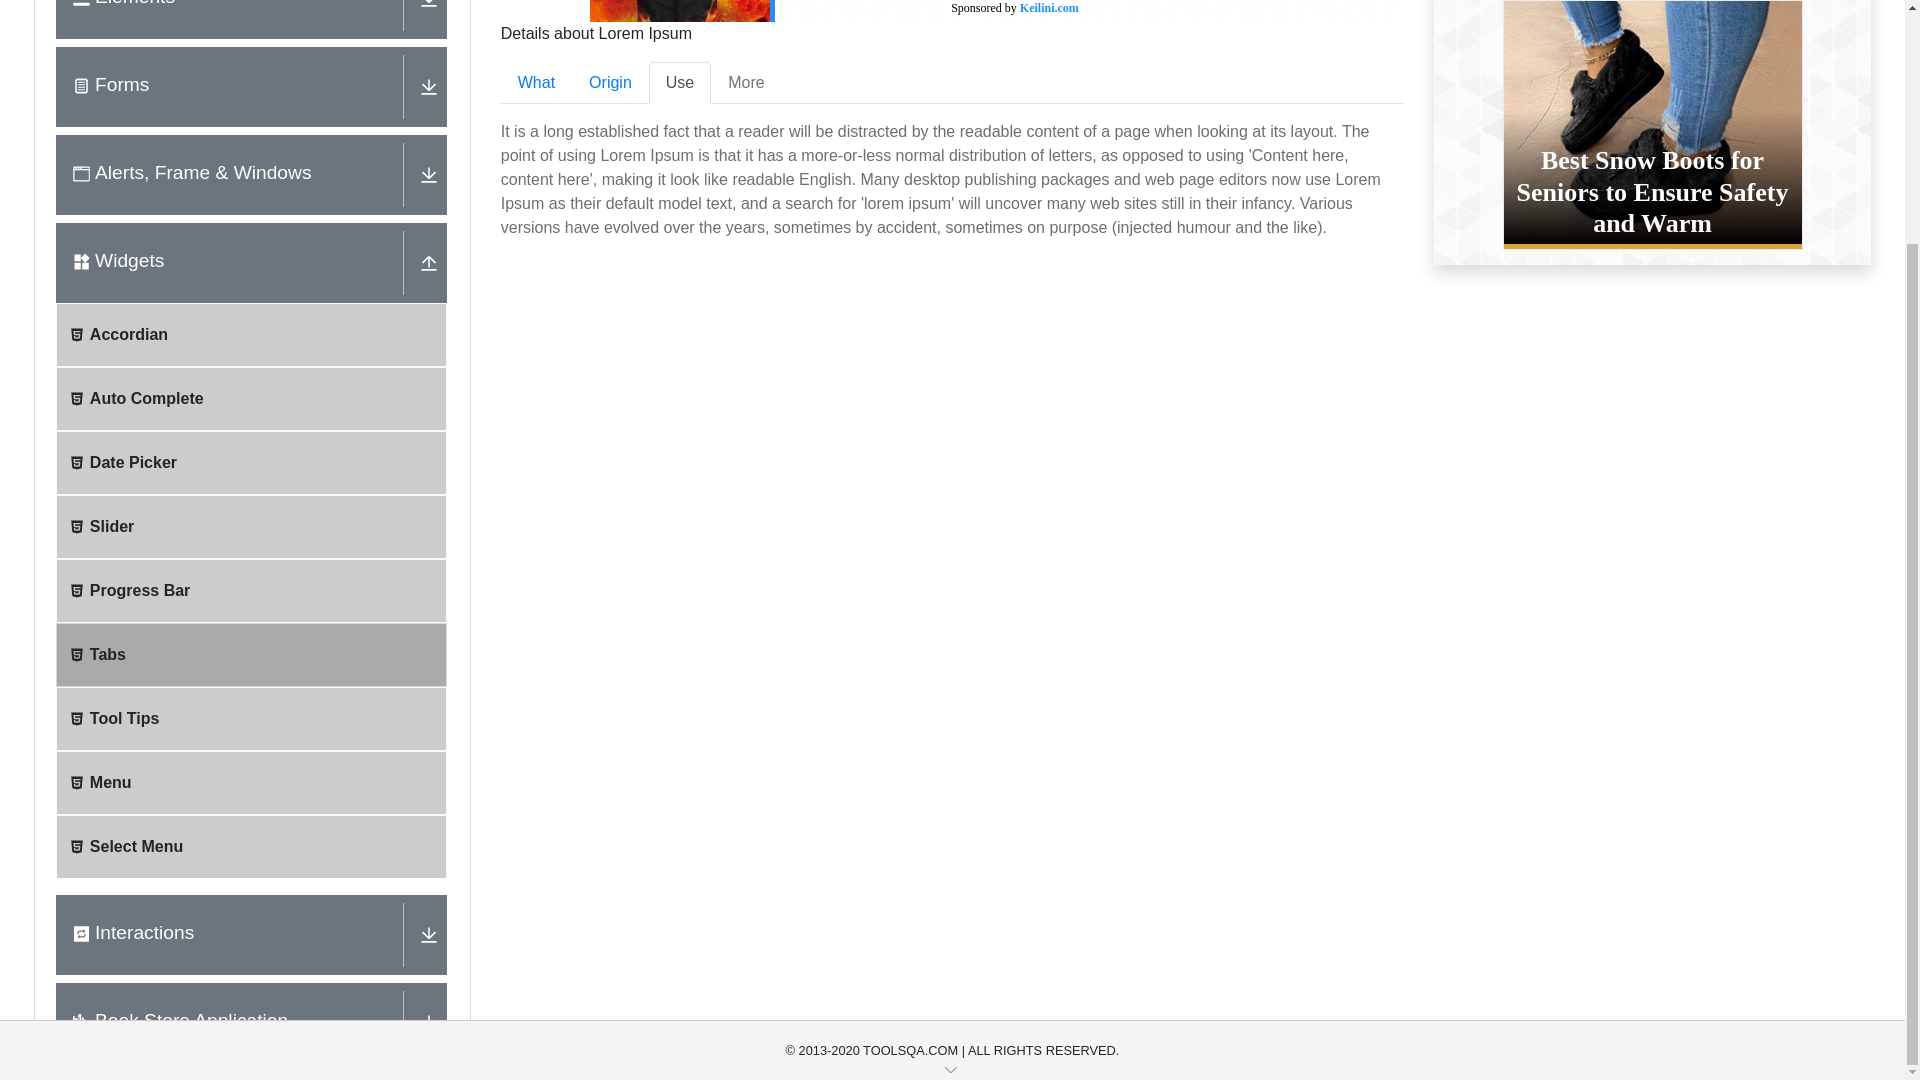 Elements
Forms
Alerts, Frame & Windows
Widgets
Accordian
Auto Complete
Date Picker
Slider
Progress Bar
Tabs
Tool Tips
Menu
Select Menu
Interactions
Book Store Application
Sponsored by Keilini.com
Details about Lorem Ipsum
What Origin Use More
It is a long established fact that a reader will be distracted by the readable content of a page when looking at its layout. The
point of using Lorem Ipsum is that it has a more-or-less normal distribution of letters, as opposed to using 'Content here,
content here', making it look like readable English. Many desktop publishing packages and web page editors now use Lorem
Ipsum as their default model text, and a search for 'lorem ipsum' will uncover many web sites still in their infancy. Various
versions have evolved over the years, sometimes by accident, sometimes on purpose (injected humour and the like).
Best Snow Boots for
Seniors to Ensure Safety
and Warm
© 2013-2020 TOOLSQA.COM | ALL RIGHTS RESERVED.